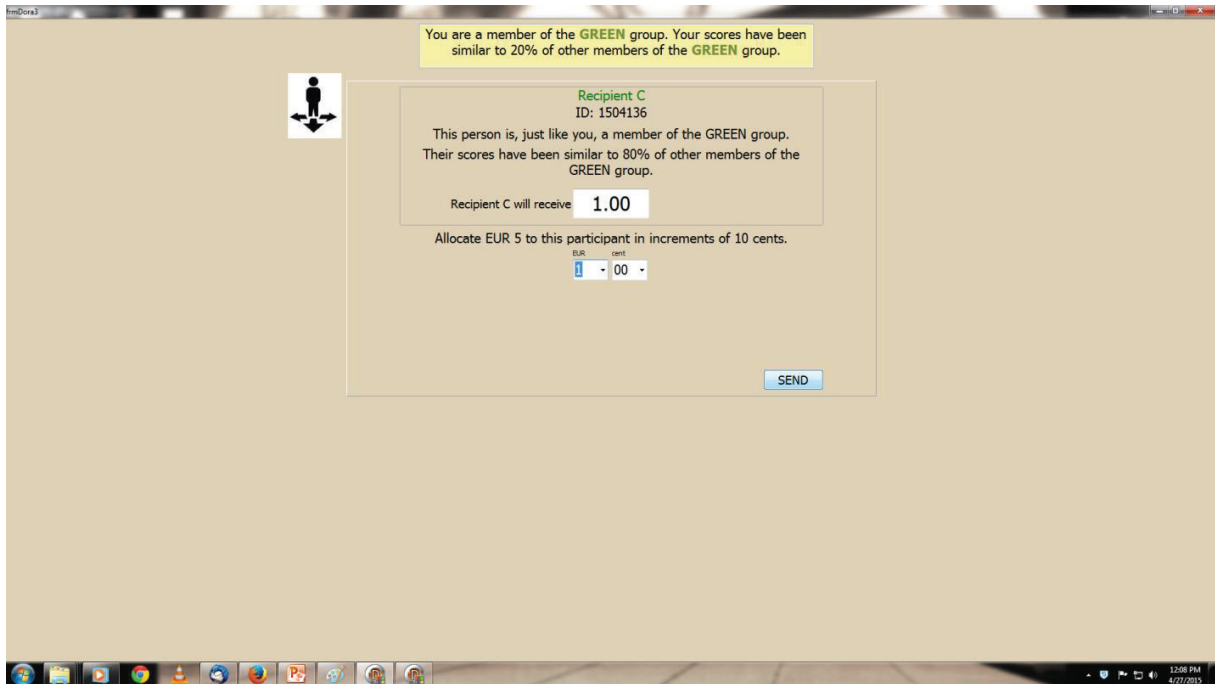 frmDora3
You are a member of the GREEN group. Your scores have been
similar to 20% of other members of the GREEN group.
Recipient C
ID: 1504136
This person is, just like you, a member of the GREEN group.
Their scores have been similar to 80% of other members of the
GREEN group.
Recipient C will receive 1.00
Allocate EUR 5 to this participant in increments of 10 cents.
EUR cent
1 00
SEND
12:08 PM
4/27/2015